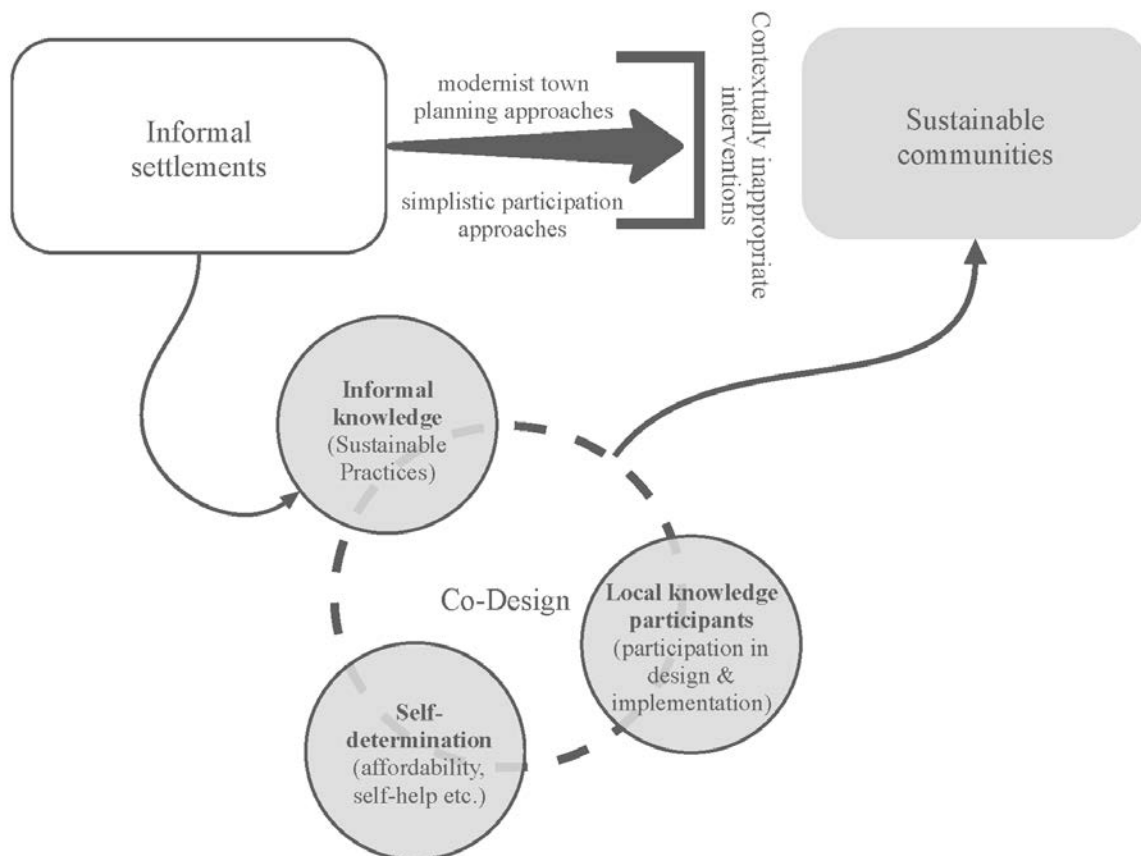 Informal
settlements
modernist town
planning approaches
simplistic participation
approaches
Contextually inappropriate
interventions
Sustainable
communities
Informal
knowledge
(Sustainable
Practices)
Co-Design
Local knowledge
participants
(participation in
design &
implementation)
Self-
determination
(affordability,
self-help etc.)